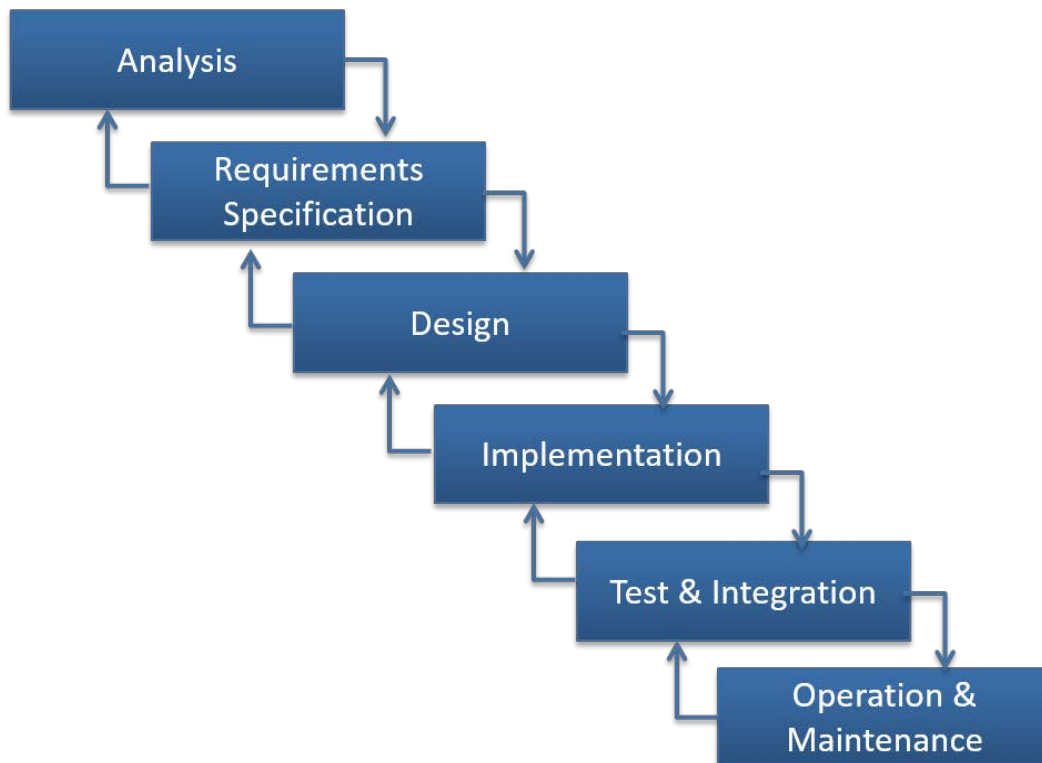 Analysis
Requirements
Specification
Design
Implementation
Test & Integration
Operation &
Maintenance